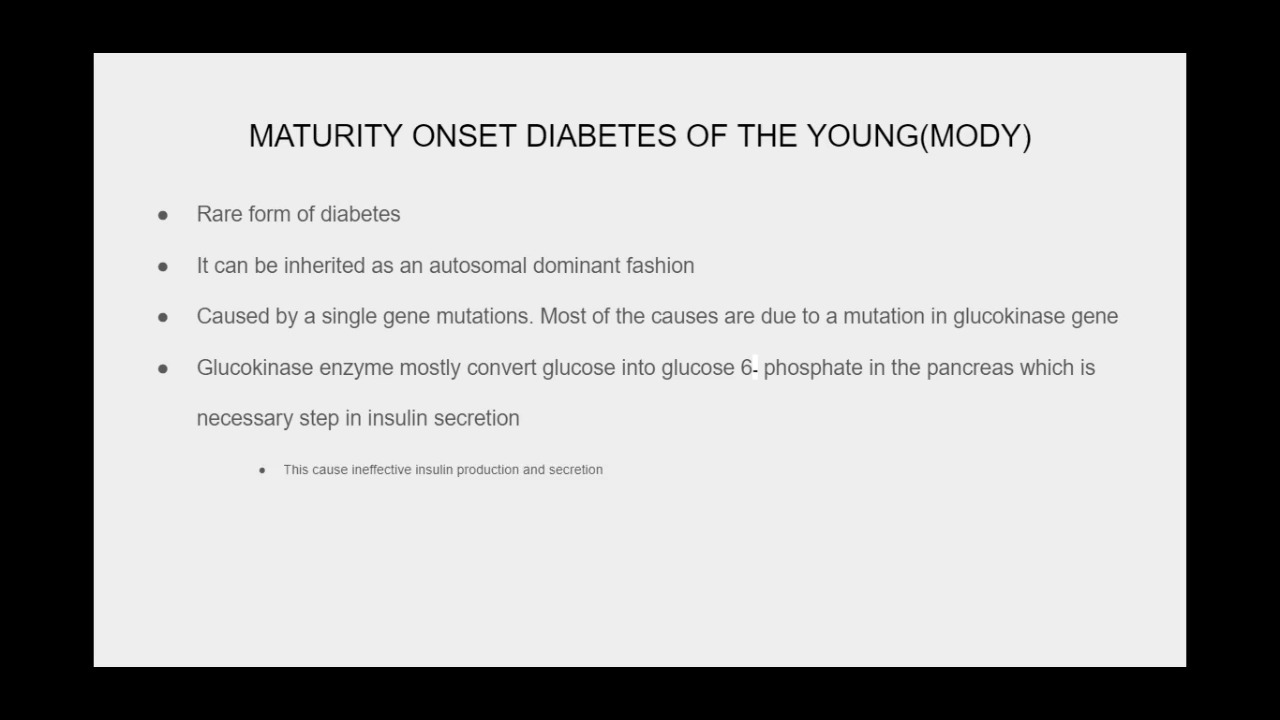 MATURITY ONSET DIABETES OF THE YOUNG(MODY)
● Rare form of diabetes
● It can be inherited as an autosomal dominant fashion
● Caused by a single gene mutations. Most of the causes are due to a mutation in glucokinase gene
● Glucokinase enzyme mostly convert glucose into glucose 6- phosphate in the pancreas which is
necessary step in insulin secretion
● This cause ineffective insulin production and secretion